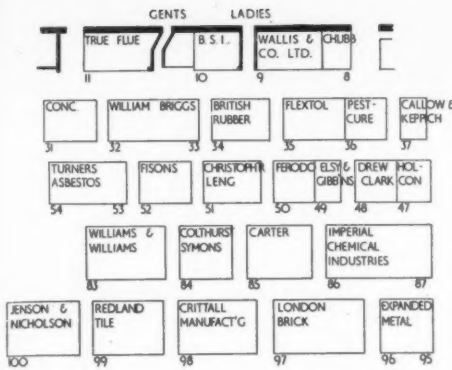 GENTS LADIES
TRUE FLUE B.S.I. WALLIS & CHUBB
CO. LTD.
11 10 9 8
CONC. WILLIAM BRIGGS BRITISH FLEXTOL PEST- CALLOW &
RUBBER CURE KEPPICH
31 32 33 34 35 36 37
TURNERS FISONS CHRISTOPHR FERODO ELSY & DREW HOL-
ASBESTOS LENG GIBBINS CLARK CON
54 53 52 51 50 49 48 47
WILLIAMS & COLTHURST CARTER IMPERIAL
WILLIAMS SYMONS CHEMICAL
INDUSTRIES
83 84 85 86 87
JENSON & REDLAND CRITTALL LONDON EXPANDED
NICHOLSON TILE MANUFACT'G BRICK METAL
100 99 98 97 96 95